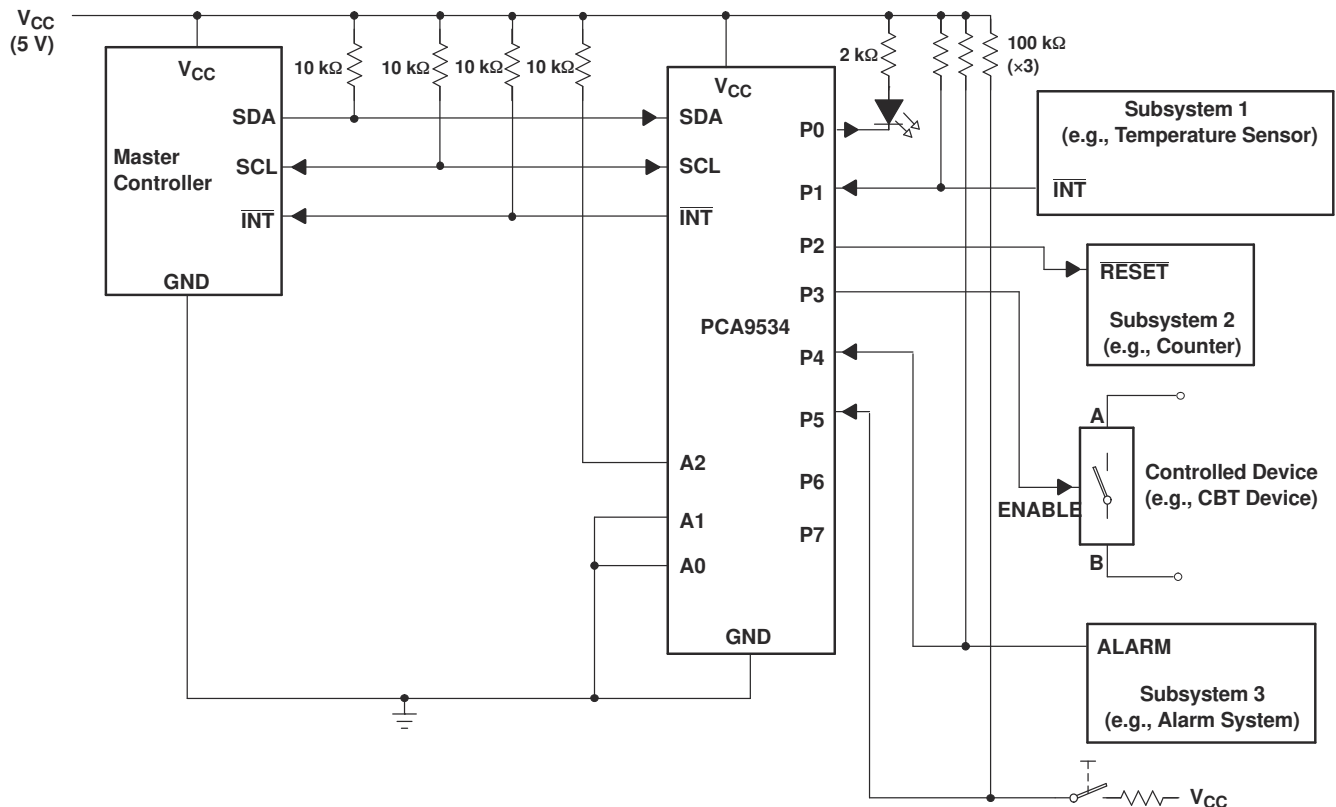 VCC
(5 V)
VCC
SDA
Master
Controller
SCL
INT
GND
10 kΩ
10 kΩ
10 kΩ
10 kΩ
VCC
SDA
SCL
INT
PCA9534
A2
A1
A0
GND
P0
P1
P2
P3
P4
P5
P6
P7
2 kΩ
100 kΩ
(×3)
Subsystem 1
(e.g., Temperature Sensor)
INT
RESET
Subsystem 2
(e.g., Counter)
A
Controlled Device
(e.g., CBT Device)
ENABLE
B
ALARM
Subsystem 3
(e.g., Alarm System)
VCC